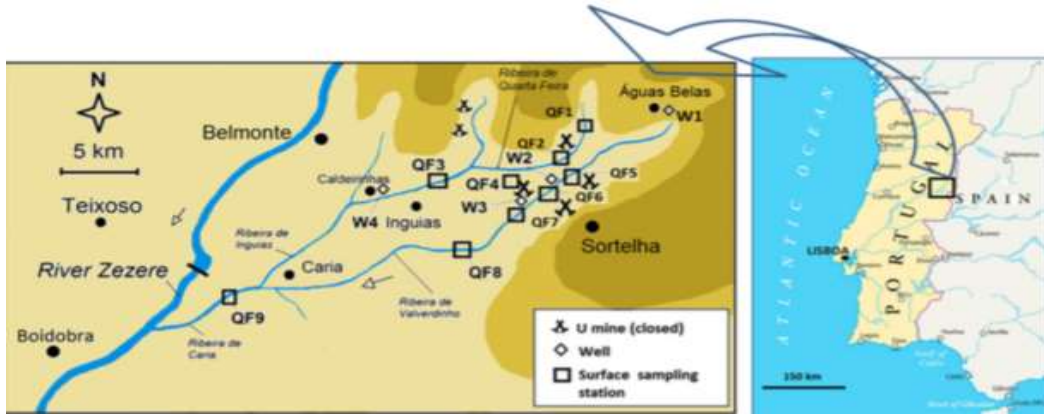 N
5 km
Belmonte
Teixoso
River Zezere
Boidobra
Ribeira de
Quarta Feira
Águas Belas
W1
QF1
QF2
W2
QF3
QF4
QF5
QF6
W3
QF7
Caldeirinhas
W4
Inguias
Sortelha
Ribeira de
Inguias
Caria
QF8
Ribeira de
Valverdinho
QF9
Ribeira de
Caria
U mine (closed)
Well
Surface sampling
station
ATLANTIC OCEAN
PORTUGAL
SPAIN
LISBOA
150 km